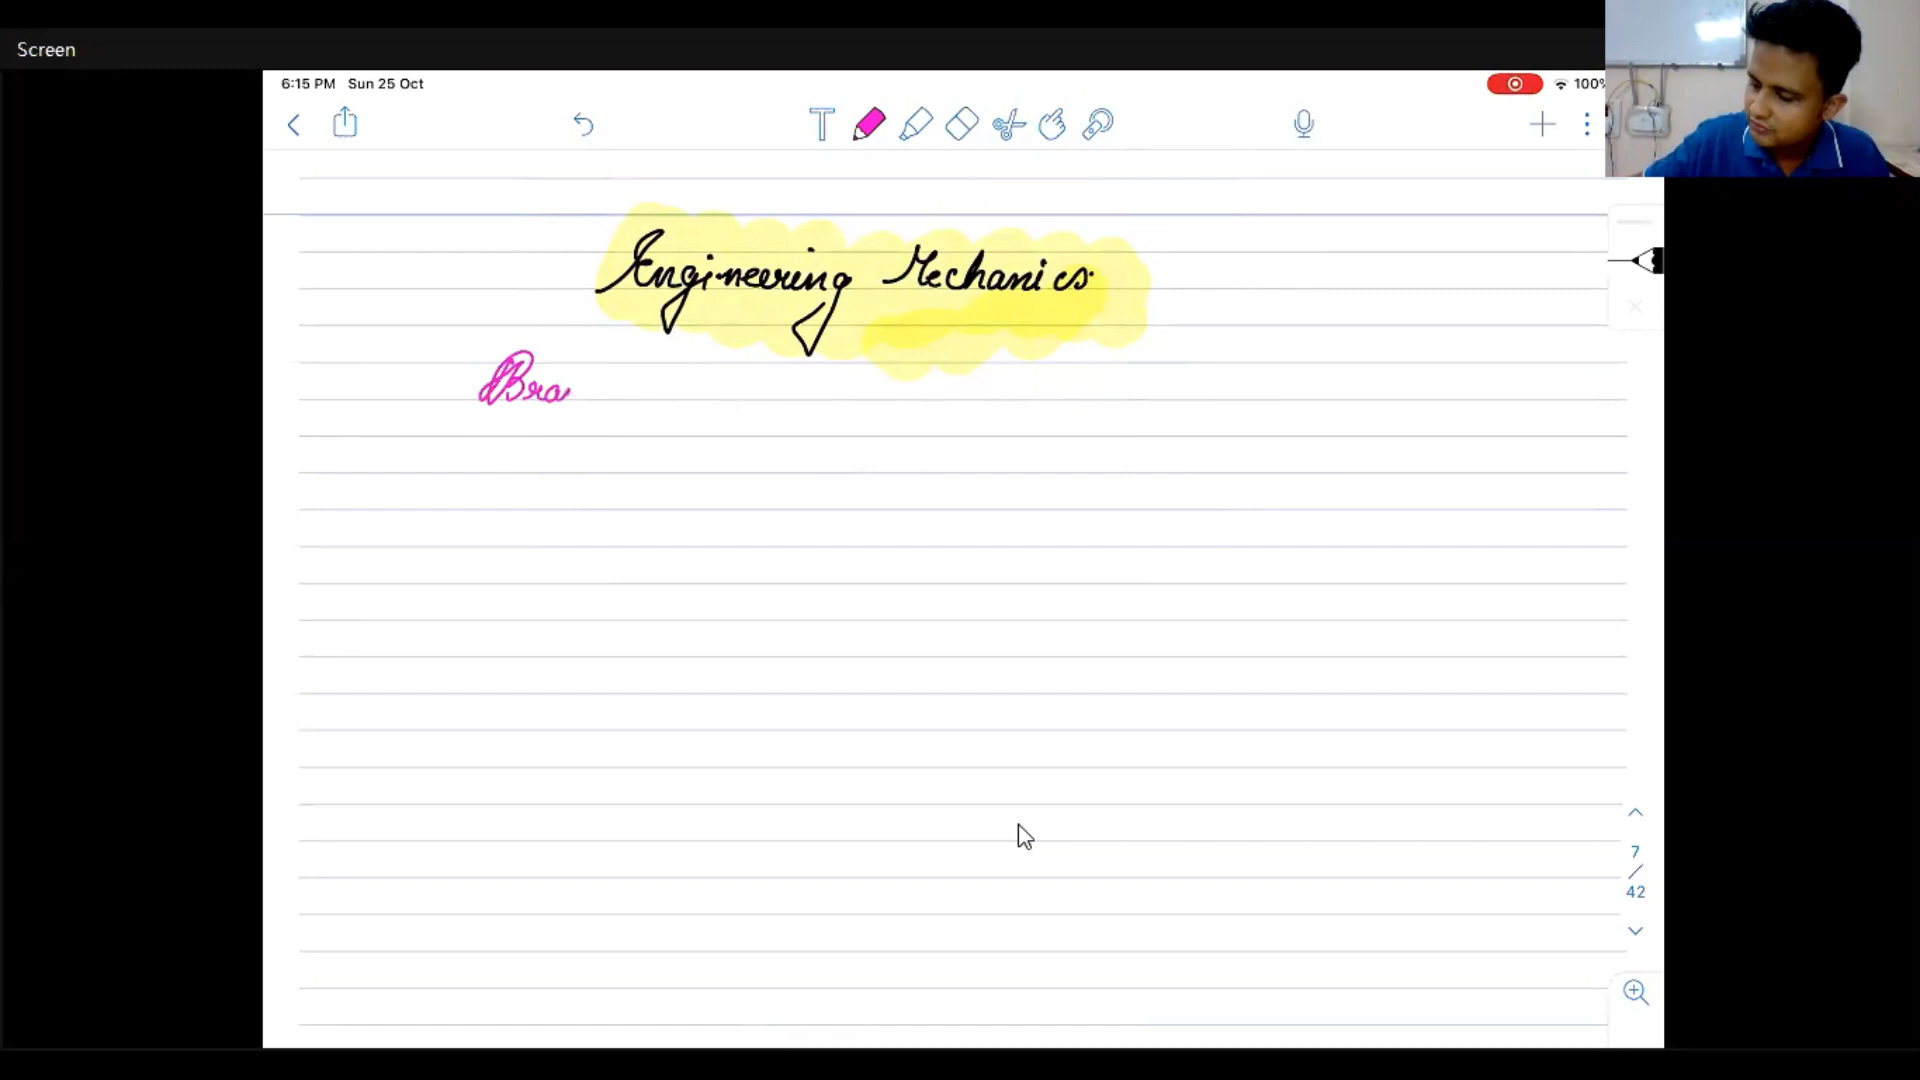 Screen
6:15 PM Sun 25 Oct
100%
Engineering Mechanics
Bra
7
/
42